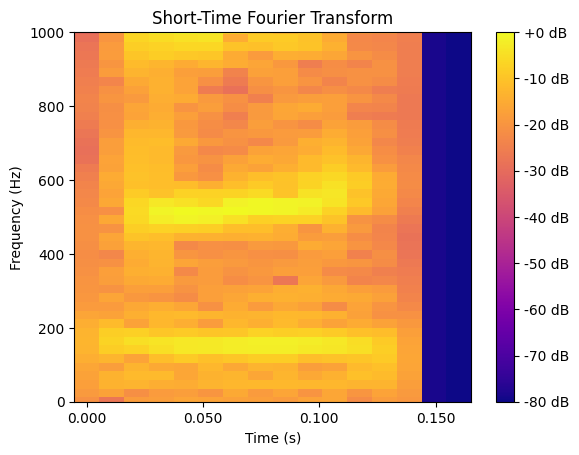 Short-Time Fourier Transform
Frequency (Hz)
1000
800
600
400
200
0
0.000
0.050
0.100
0.150
Time (s)
+0 dB
-10 dB
-20 dB
-30 dB
-40 dB
-50 dB
-60 dB
-70 dB
-80 dB